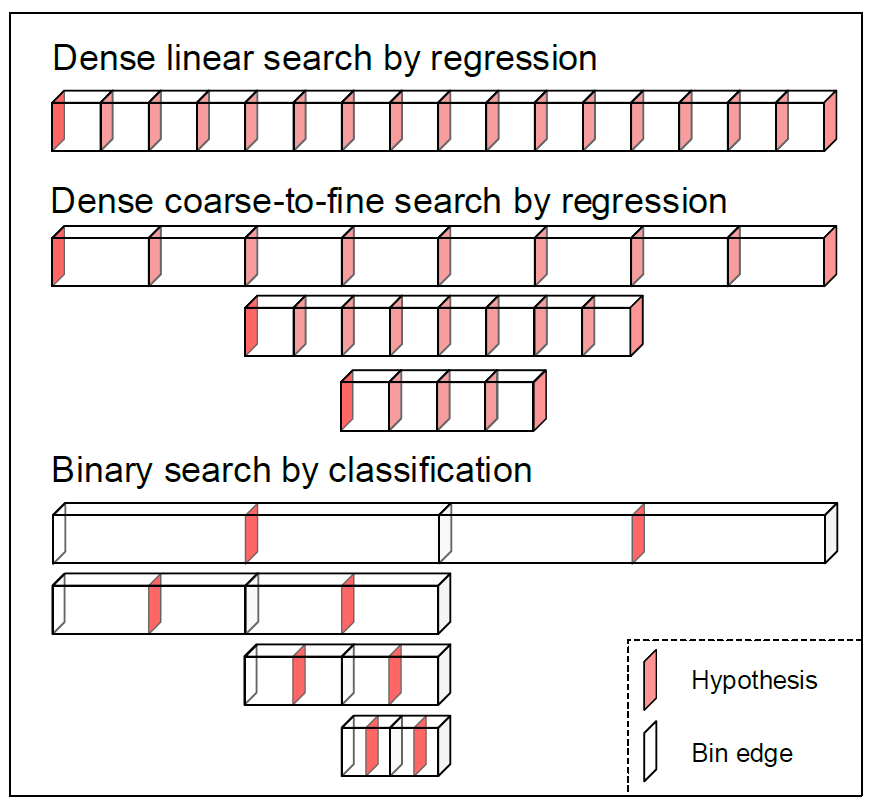 Dense linear search by regression
Dense coarse-to-fine search by regression
Binary search by classification
Hypothesis
Bin edge